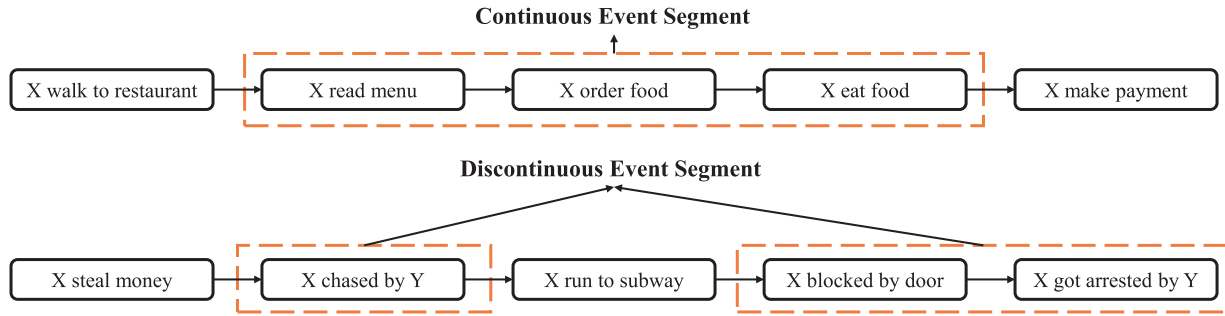 Continuous Event Segment
X walk to restaurant
X read menu
X order food
X eat food
X make payment
Discontinuous Event Segment
X steal money
X chased by Y
X run to subway
X blocked by door
X got arrested by Y